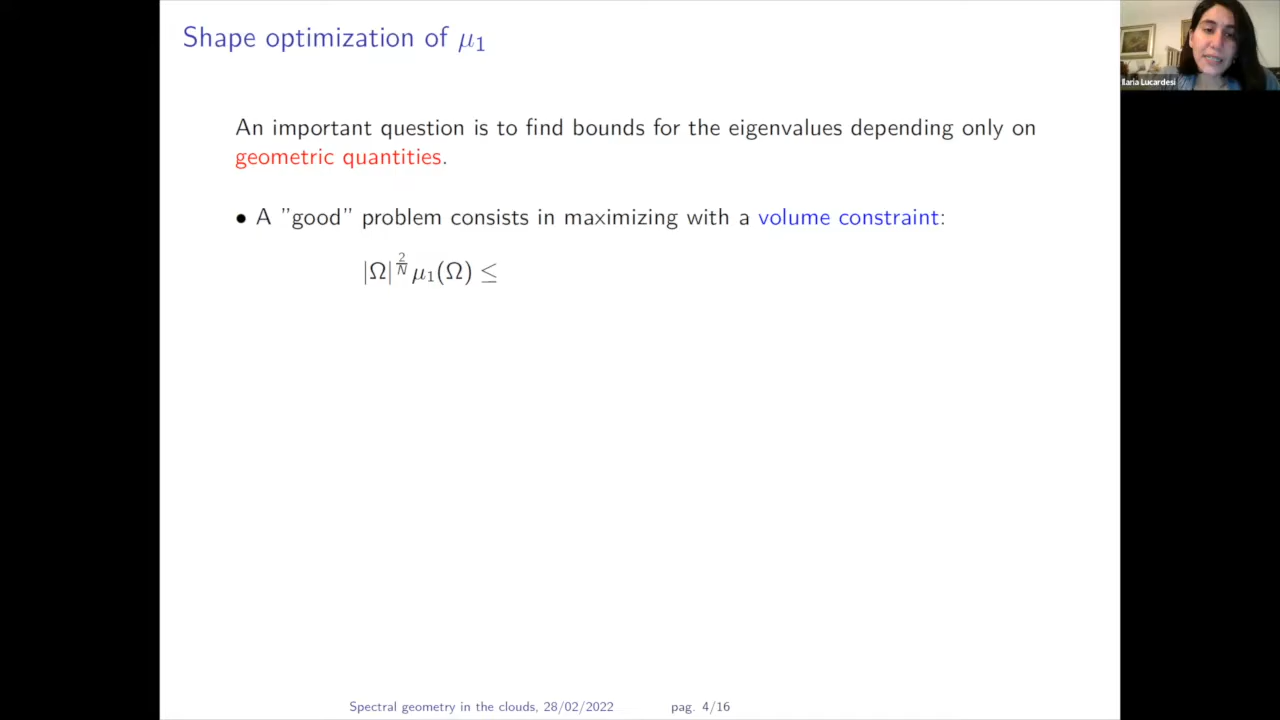 Shape optimization of μ₁
Ilaria Lucardesi
An important question is to find bounds for the eigenvalues depending only on
geometric quantities.
• A ”good” problem consists in maximizing with a volume constraint:
|Ω|^{2/N} μ₁(Ω) ≤
Spectral geometry in the clouds, 28/02/2022 pag. 4/16